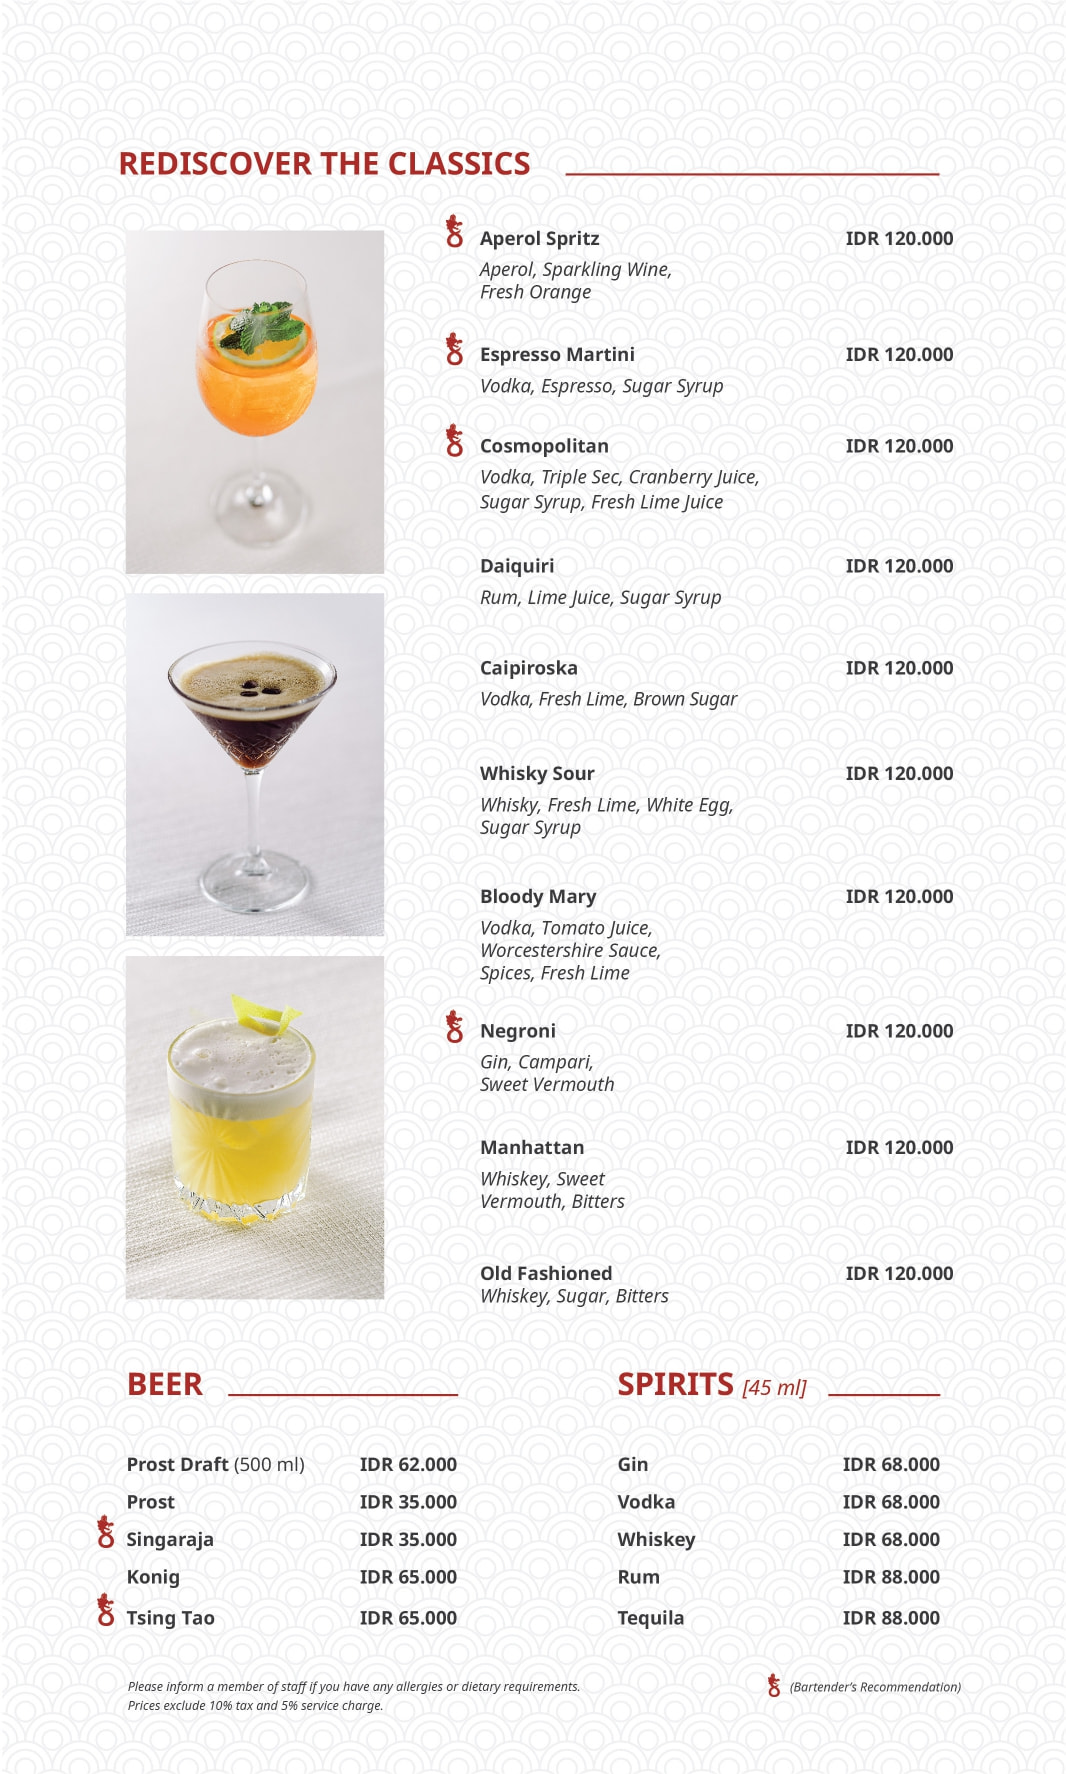 REDISCOVER THE CLASSICS
Aperol Spritz IDR 120.000
Aperol, Sparkling Wine,
Fresh Orange
Espresso Martini IDR 120.000
Vodka, Espresso, Sugar Syrup
Cosmopolitan IDR 120.000
Vodka, Triple Sec, Cranberry Juice,
Sugar Syrup, Fresh Lime Juice
Daiquiri IDR 120.000
Rum, Lime Juice, Sugar Syrup
Caipiroska IDR 120.000
Vodka, Fresh Lime, Brown Sugar
Whisky Sour IDR 120.000
Whisky, Fresh Lime, White Egg,
Sugar Syrup
Bloody Mary IDR 120.000
Vodka, Tomato Juice,
Worcestershire Sauce,
Spices, Fresh Lime
Negroni IDR 120.000
Gin, Campari,
Sweet Vermouth
Manhattan IDR 120.000
Whiskey, Sweet
Vermouth, Bitters
Old Fashioned IDR 120.000
Whiskey, Sugar, Bitters
BEER
Prost Draft (500 ml) IDR 62.000
Prost IDR 35.000
Singaraja IDR 35.000
Konig IDR 65.000
Tsing Tao IDR 65.000
SPIRITS [45 ml]
Gin IDR 68.000
Vodka IDR 68.000
Whiskey IDR 68.000
Rum IDR 88.000
Tequila IDR 88.000
Please inform a member of staff if you have any allergies or dietary requirements.
Prices exclude 10% tax and 5% service charge.
(Bartender's Recommendation)